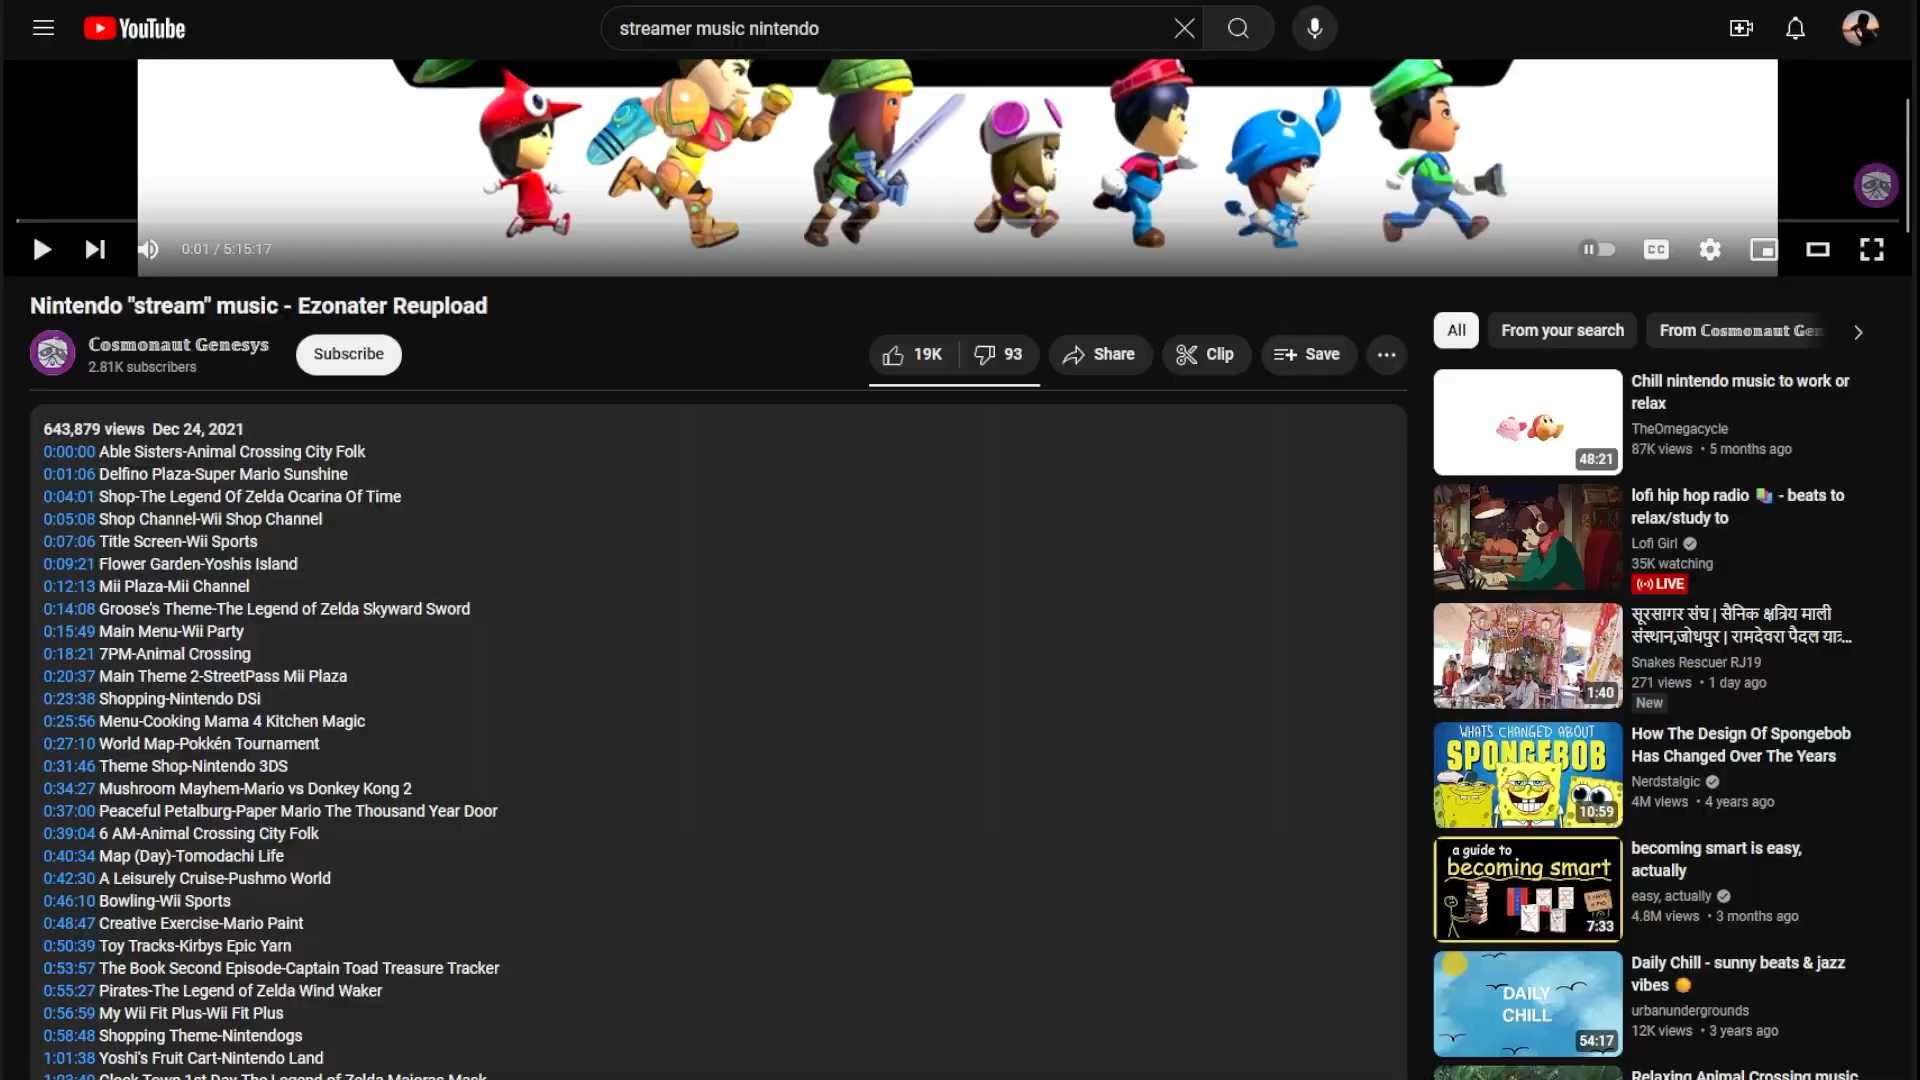 YouTube
streamer music nintendo
0:01 / 5:15:17
CC
Nintendo "stream" music - Ezonater Reupload
ℂ𝕠𝕤𝕞𝕠𝕟𝕒𝕦𝕥 𝔾𝕖𝕟𝕖𝕤𝕪𝕤
2.81K subscribers
Subscribe
19K
93
Share
Clip
Save
643,879 views Dec 24, 2021
0:00:00 Able Sisters-Animal Crossing City Folk
0:01:06 Delfino Plaza-Super Mario Sunshine
0:04:01 Shop-The Legend Of Zelda Ocarina Of Time
0:05:08 Shop Channel-Wii Shop Channel
0:07:06 Title Screen-Wii Sports
0:09:21 Flower Garden-Yoshis Island
0:12:13 Mii Plaza-Mii Channel
0:14:08 Groose's Theme-The Legend of Zelda Skyward Sword
0:15:49 Main Menu-Wii Party
0:18:21 7PM-Animal Crossing
0:20:37 Main Theme 2-StreetPass Mii Plaza
0:23:38 Shopping-Nintendo DSi
0:25:56 Menu-Cooking Mama 4 Kitchen Magic
0:27:10 World Map-Pokkén Tournament
0:31:46 Theme Shop-Nintendo 3DS
0:34:27 Mushroom Mayhem-Mario vs Donkey Kong 2
0:37:00 Peaceful Petalburg-Paper Mario The Thousand Year Door
0:39:04 6 AM-Animal Crossing City Folk
0:40:34 Map (Day)-Tomodachi Life
0:42:30 A Leisurely Cruise-Pushmo World
0:46:10 Bowling-Wii Sports
0:48:47 Creative Exercise-Mario Paint
0:50:39 Toy Tracks-Kirbys Epic Yarn
0:53:57 The Book Second Episode-Captain Toad Treasure Tracker
0:55:27 Pirates-The Legend of Zelda Wind Waker
0:56:59 My Wii Fit Plus-Wii Fit Plus
0:58:48 Shopping Theme-Nintendogs
1:01:38 Yoshi's Fruit Cart-Nintendo Land
1:03:49 Clock Town 1st Day-The Legend of Zelda Majoras Mask
All
From your search
From ℂ𝕠𝕤𝕞𝕠𝕟𝕒𝕦𝕥 𝔾𝕖𝕟
48:21
Chill nintendo music to work or
relax
TheOmegacycle
87K views • 5 months ago
lofi hip hop radio 📚 - beats to
relax/study to
Lofi Girl
35K watching
LIVE
1:40
सूरसागर संघ | सैनिक क्षत्रिय माली
संस्थान,जोधपुर | रामदेवरा पैदल यात्र...
Snakes Rescuer RJ19
271 views • 1 day ago
New
WHATS CHANGED ABOUT
SPONGEBOB
10:59
How The Design Of Spongebob
Has Changed Over The Years
Nerdstalgic
4M views • 4 years ago
a guide to
becoming smart
7:33
becoming smart is easy,
actually
easy, actually
4.8M views • 3 months ago
DAILY
CHILL
54:17
Daily Chill - sunny beats & jazz
vibes 🌞
urbanundergrounds
12K views • 3 years ago
Relaxing Animal Crossing music